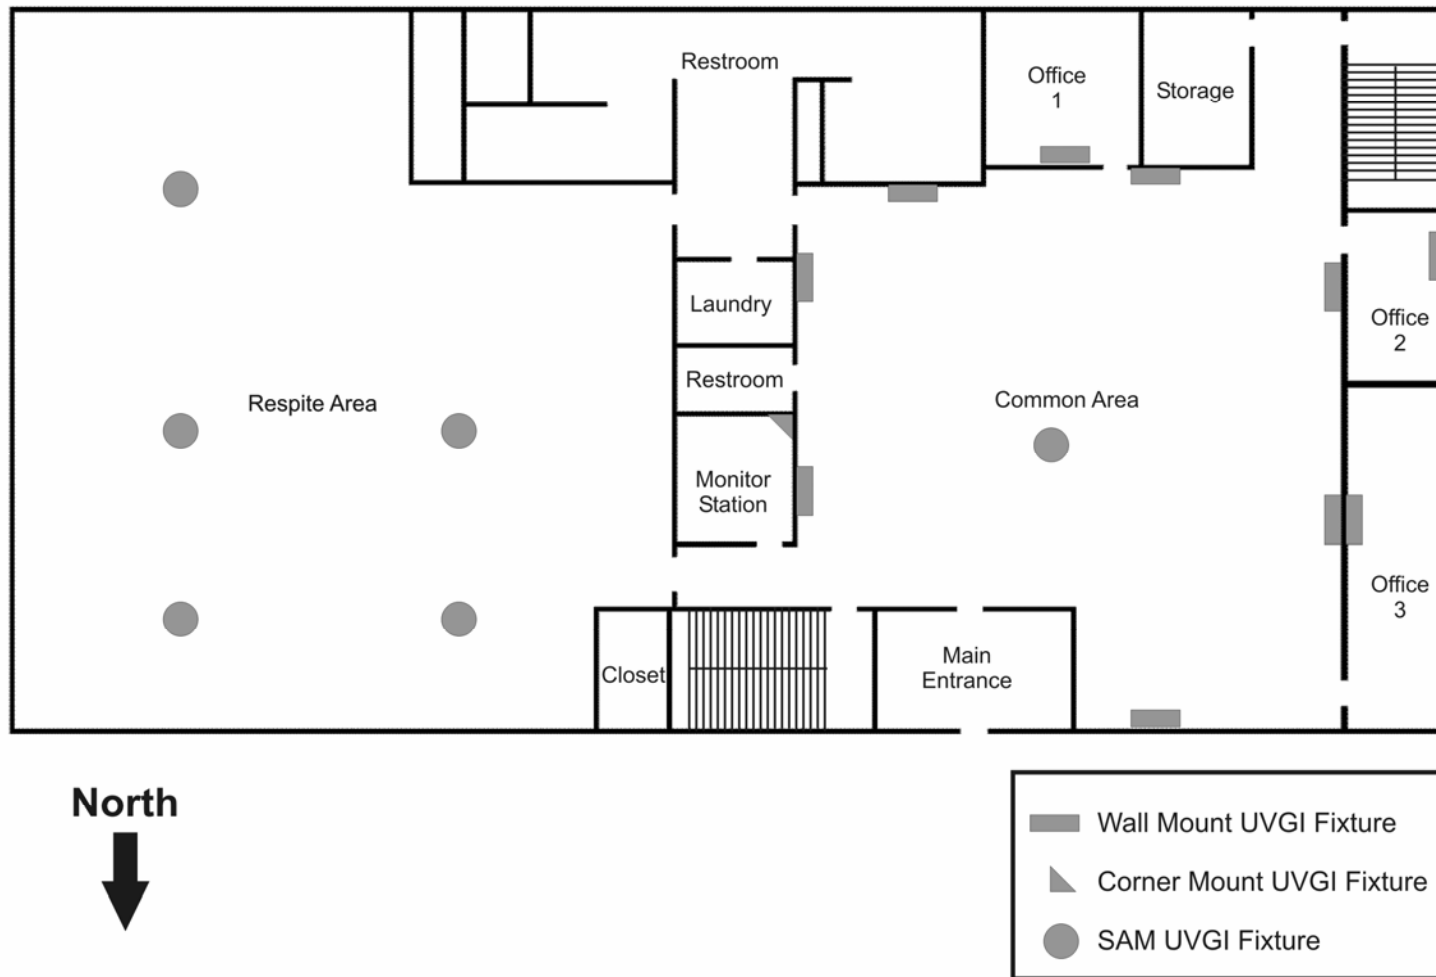 Restroom
Office
1
Storage
Laundry
Office
2
Restroom
Respite Area
Common Area
Monitor
Station
Office
3
Closet
Main
Entrance
North
Wall Mount UVGI Fixture
Corner Mount UVGI Fixture
SAM UVGI Fixture